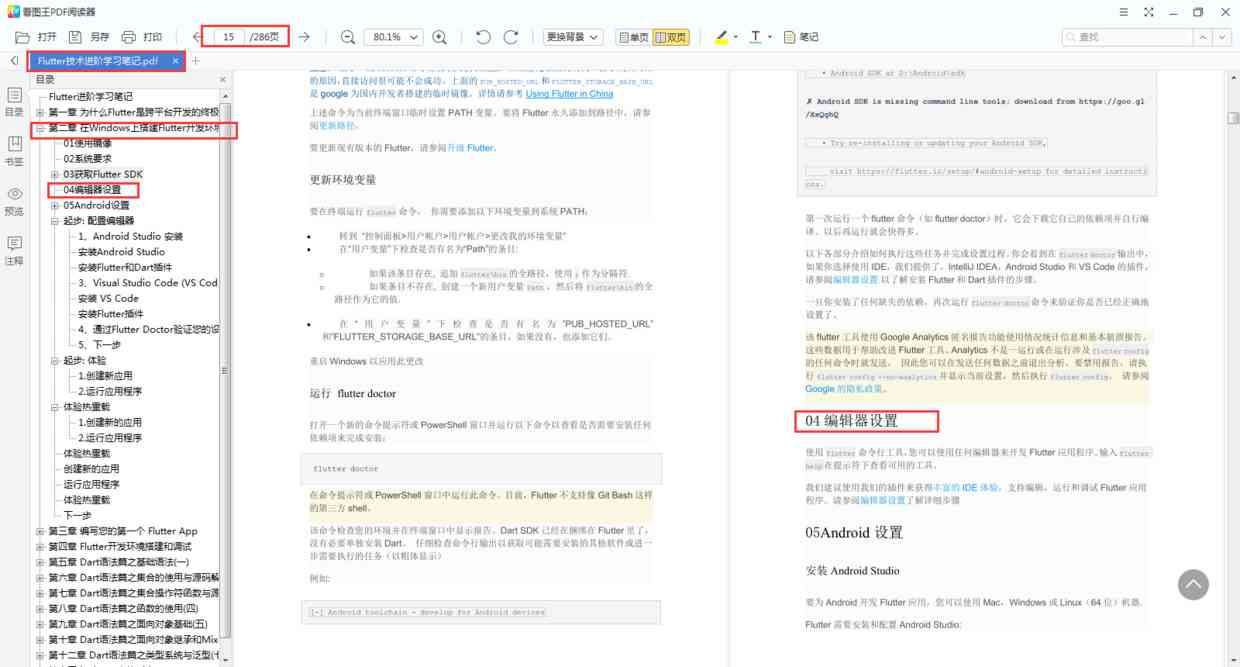 看图王PDF阅读器
打开 另存 打印 15 /286页 80.1% 更换背景 单页 双页 笔记 查找
Flutter技术进阶学习笔记.pdf
目录
书签
预览
注释
目录
Flutter进阶学习笔记
第一章 为什么Flutter是跨平台开发的终极
第二章 在Windows上搭建Flutter开发环境
01使用镜像
02系统要求
03获取Flutter SDK
04编辑器设置
05Android设置
起步: 配置编辑器
1、Android Studio 安装
安装Android Studio
安装Flutter和Dart插件
3、Visual Studio Code (VS Cod
安装 VS Code
安装Flutter插件
4、通过Flutter Doctor验证您的设
5、下一步
起步: 体验
1.创建新应用
2.运行应用程序
体验热重载
1.创建新的应用
2.运行应用程序
体验热重载
创建新的应用
运行应用程序
体验热重载
下一步
第三章 编写您的第一个 Flutter App
第四章 Flutter开发环境搭建和调试
第五章 Dart语法篇之基础语法(一)
第六章 Dart语法篇之集合的使用与源码解
第七章 Dart语法篇之集合操作符函数与源
第八章 Dart语法篇之函数的使用(四)
第九章 Dart语法篇之面向对象基础(五)
第十章 Dart语法篇之面向对象继承和Mix
第十二章 Dart语法篇之类型系统与泛型(十
的原因,直接访问很可能不会成功。上面的 PUB_HOSTED_URL 和 FLUTTER_STORAGE_BASE_URL
是 google 为国内开发者搭建的临时镜像。详情请参考 Using Flutter in China
上述命令为当前终端窗口临时设置 PATH 变量。要将 Flutter 永久添加到路径中，请参
阅更新路径。
要更新现有版本的 Flutter，请参阅升级 Flutter。
更新环境变量
要在终端运行 flutter 命令， 你需要添加以下环境变量到系统 PATH：
转到 “控制面板>用户帐户>用户帐户>更改我的环境变量”
在“用户变量”下检查是否有名为“Path”的条目:
如果该条目存在, 追加 flutter\bin 的全路径，使用 ; 作为分隔符.
如果条目不存在, 创建一个新用户变量 Path ，然后将 flutter\bin 的全
路径作为它的值.
在“用户变量”下检查是否有名为"PUB_HOSTED_URL"
和"FLUTTER_STORAGE_BASE_URL"的条目，如果没有，也添加它们。
重启 Windows 以应用此更改
运行 flutter doctor
打开一个新的命令提示符或 PowerShell 窗口并运行以下命令以查看是否需要安装任何
依赖项来完成安装：
flutter doctor
在命令提示符或 PowerShell 窗口中运行此命令。目前，Flutter 不支持像 Git Bash 这样
的第三方 shell。
该命令检查您的环境并在终端窗口中显示报告。Dart SDK 已经在捆绑在 Flutter 里了，
没有必要单独安装 Dart。 仔细检查命令行输出以获取可能需要安装的其他软件或进一
步需要执行的任务（以粗体显示）
例如:
[-] Android toolchain - develop for Android devices
• Android SDK at D:\Android\sdk
✗ Android SDK is missing command line tools; download from https://goo.gl
/XxQghQ
• Try re-installing or updating your Android SDK,
visit https://flutter.io/setup/#android-setup for detailed instructi
ons.
第一次运行一个 flutter 命令（如 flutter doctor）时，它会下载它自己的依赖项并自行编
译。以后再运行就会快得多。
以下各部分介绍如何执行这些任务并完成设置过程。你会看到在 flutter doctor 输出中，
如果你选择使用 IDE，我们提供了，IntelliJ IDEA，Android Studio 和 VS Code 的插件，
请参阅编辑器设置 以了解安装 Flutter 和 Dart 插件的步骤。
一旦你安装了任何缺失的依赖，再次运行 flutter doctor 命令来验证你是否已经正确地
设置了。
该 flutter 工具使用 Google Analytics 匿名报告功能使用情况统计信息和基本崩溃报告。
这些数据用于帮助改进 Flutter 工具。Analytics 不是一运行或在运行涉及 flutter config
的任何命令时就发送， 因此您可以在发送任何数据之前退出分析。要禁用报告，请执
行 flutter config --no-analytics 并显示当前设置，然后执行 flutter config。 请参阅
Google 的隐私政策。
04 编辑器设置
使用 flutter 命令行工具,您可以使用任何编辑器来开发 Flutter 应用程序。输入 flutter
help 在提示符下查看可用的工具。
我们建议使用我们的插件来获得丰富的 IDE 体验，支持编辑，运行和调试 Flutter 应用
程序。请参阅编辑器设置了解详细步骤
05Android 设置
安装 Android Studio
要为 Android 开发 Flutter 应用，您可以使用 Mac，Windows 或 Linux（64 位）机器.
Flutter 需要安装和配置 Android Studio: